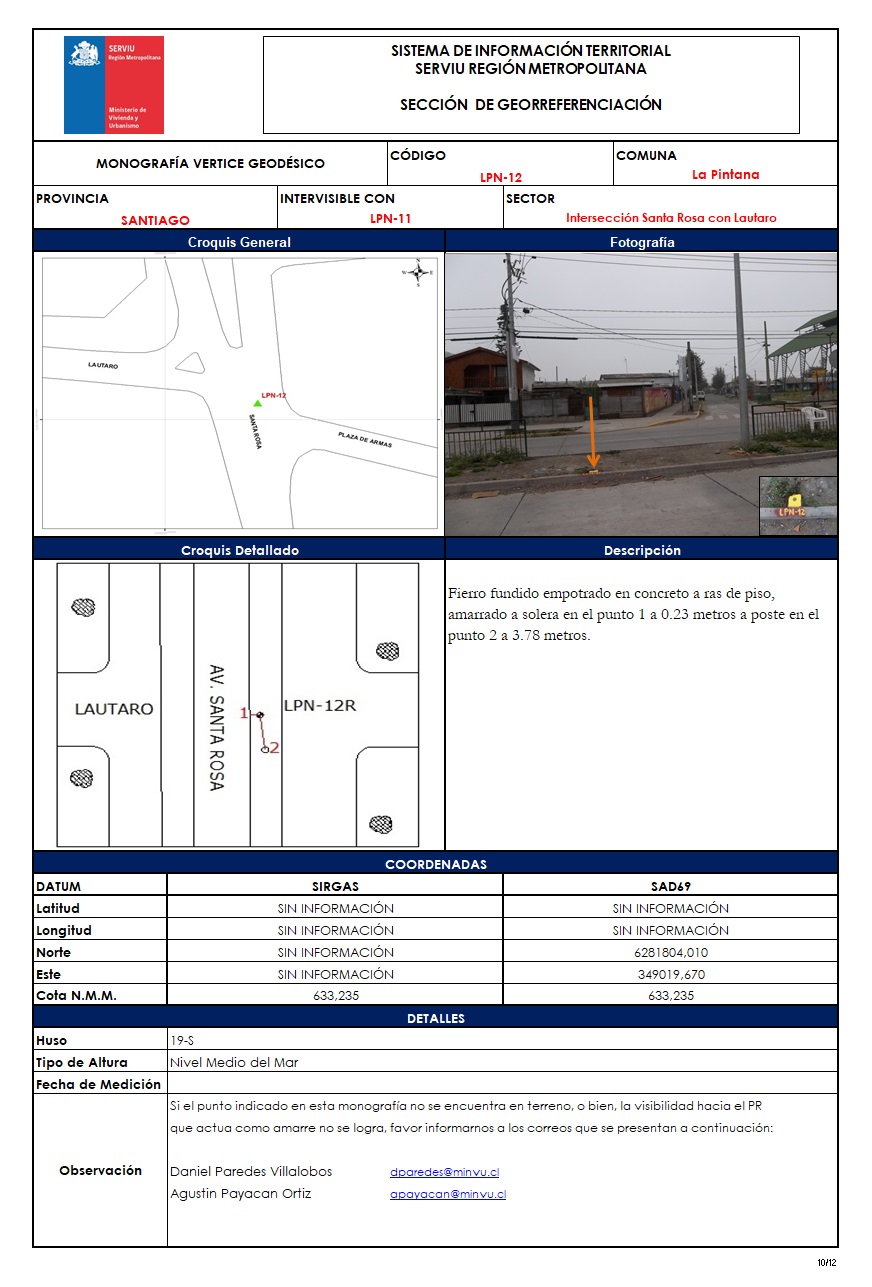 SERVIU
Región Metropolitana
Ministerio de
Vivienda y
Urbanismo
SISTEMA DE INFORMACIÓN TERRITORIAL
SERVIU REGIÓN METROPOLITANA
SECCIÓN DE GEORREFERENCIACIÓN
MONOGRAFÍA VERTICE GEODÉSICO
CÓDIGO
LPN-12
COMUNA
La Pintana
PROVINCIA
SANTIAGO
INTERVISIBLE CON
LPN-11
SECTOR
Intersección Santa Rosa con Lautaro
Croquis General
Fotografía
N
W E
S
LAUTARO
LPN-12
SANTA ROSA
PLAZA DE ARMAS
LPN-12
Croquis Detallado
Descripción
LAUTARO
AV. SANTA ROSA
1
LPN-12R
2
Fierro fundido empotrado en concreto a ras de piso,
amarrado a solera en el punto 1 a 0.23 metros a poste en el
punto 2 a 3.78 metros.
COORDENADAS
DATUM SIRGAS SAD69
Latitud SIN INFORMACIÓN SIN INFORMACIÓN
Longitud SIN INFORMACIÓN SIN INFORMACIÓN
Norte SIN INFORMACIÓN 6281804,010
Este SIN INFORMACIÓN 349019,670
Cota N.M.M. 633,235 633,235
DETALLES
Huso 19-S
Tipo de Altura Nivel Medio del Mar
Fecha de Medición
Observación
Si el punto indicado en esta monografía no se encuentra en terreno, o bien, la visibilidad hacia el PR
que actua como amarre no se logra, favor informarnos a los correos que se presentan a continuación:
Daniel Paredes Villalobos dparedes@minvu.cl
Agustin Payacan Ortiz apayacan@minvu.cl
10/12